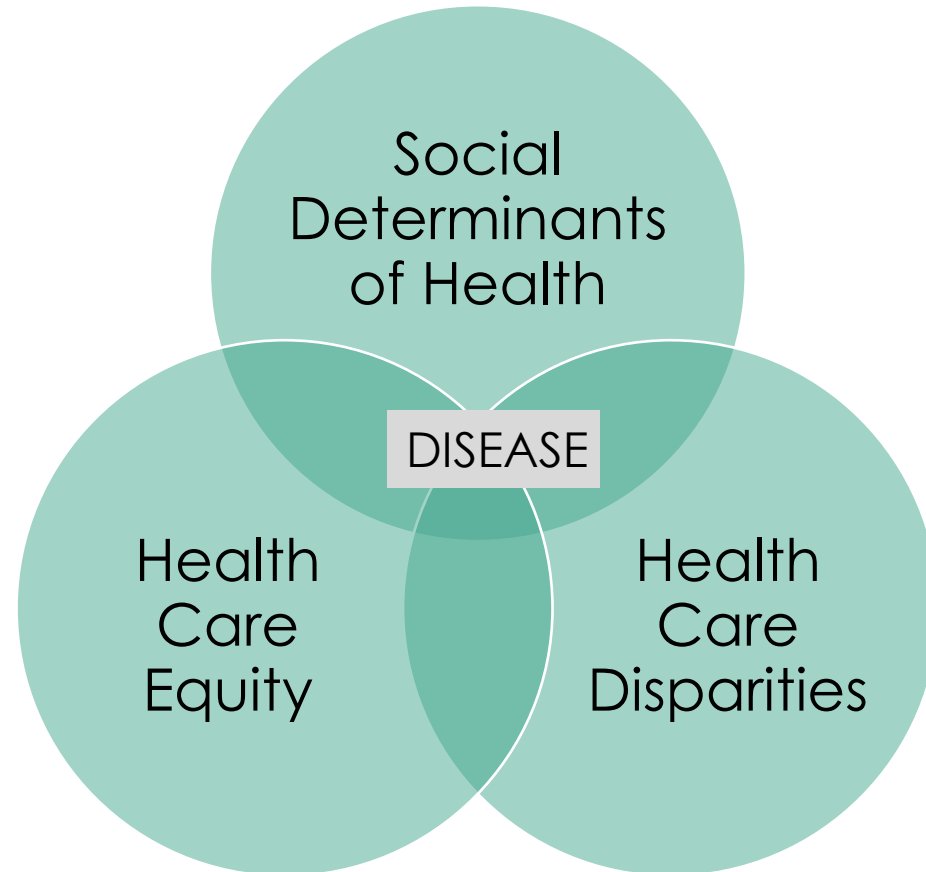 Social
Determinants
of Health
DISEASE
Health
Care
Equity
Health
Care
Disparities